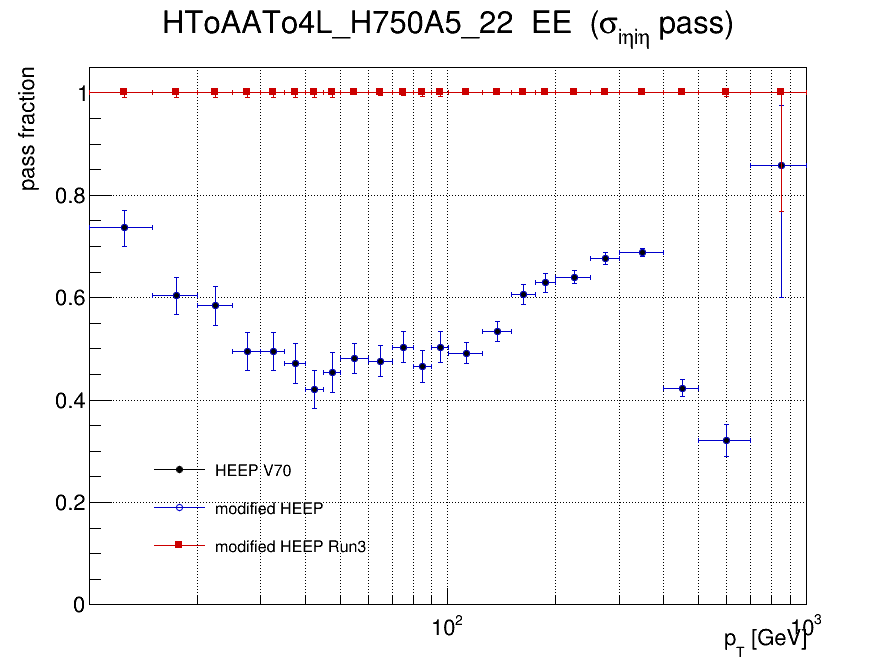 HToAATo4L_H750A5_22 EE (σiηiη pass)
pass fraction
1
0.8
0.6
0.4
0.2
0
HEEP V70
modified HEEP
modified HEEP Run3
10²
10³
pT [GeV]